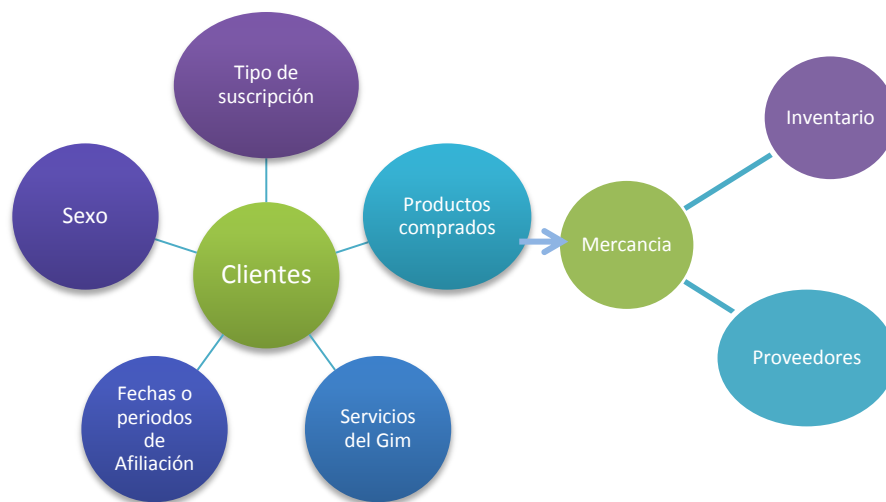 Tipo de
suscripción
Sexo
Clientes
Productos
comprados
Fechas o
periodos
de
Afiliación
Servicios
del Gim
Mercancia
Inventario
Proveedores